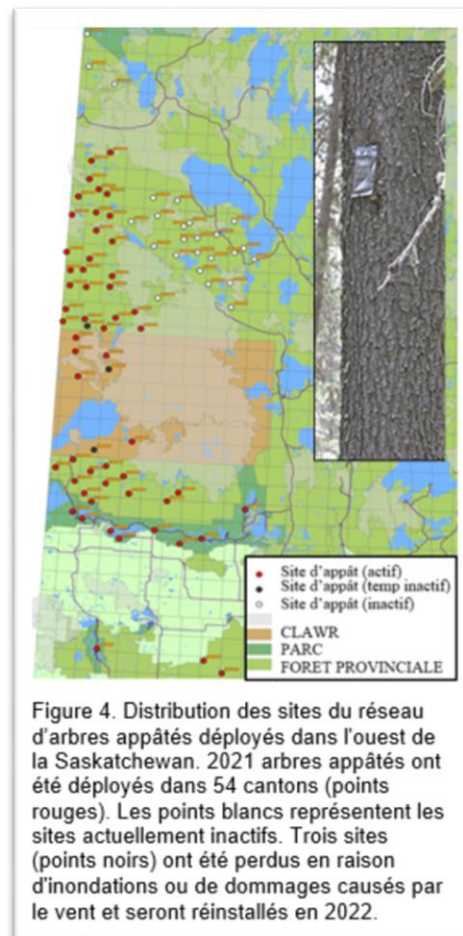 Site d'appât (actif)
Site d'appât (temp inactif)
Site d'appât (inactif)
CLAWR
PARC
FORET PROVINCIALE
Figure 4. Distribution des sites du réseau
d'arbres appâtés déployés dans l'ouest de
la Saskatchewan. 2021 arbres appâtés ont
été déployés dans 54 cantons (points
rouges). Les points blancs représentent les
sites actuellement inactifs. Trois sites
(points noirs) ont été perdus en raison
d'inondations ou de dommages causés par
le vent et seront réinstallés en 2022.